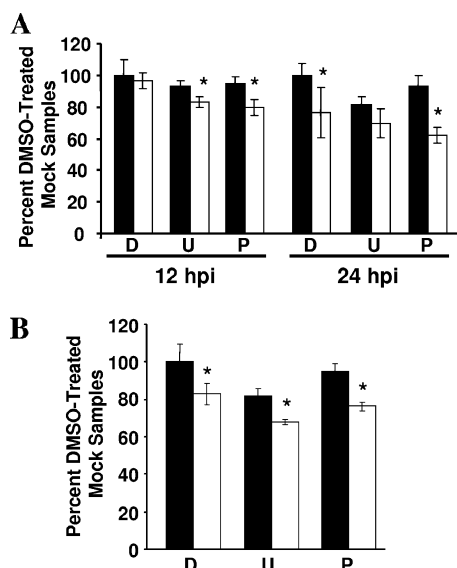 A
Percent DMSO-Treated
Mock Samples
120
100
80
60
40
20
0
* * * *
D U P D U P
12 hpi 24 hpi
B
Percent DMSO-Treated
Mock Samples
120
100
80
60
40
20
0
* * *
D U P